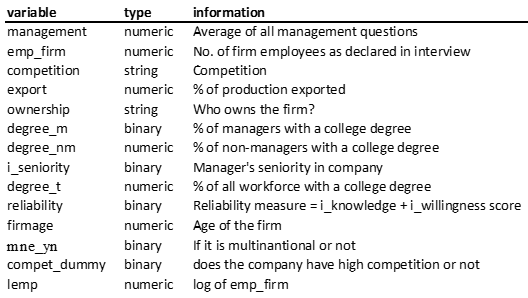 variable type information
management numeric Average of all management questions
emp_firm numeric No. of firm employees as declared in interview
competition string Competition
export numeric % of production exported
ownership string Who owns the firm?
degree_m binary % of managers with a college degree
degree_nm numeric % of non-managers with a college degree
i_seniority binary Manager's seniority in company
degree_t numeric % of all workforce with a college degree
reliability binary Reliability measure = i_knowledge + i_willingness score
firmage numeric Age of the firm
mne_yn binary If it is multinantional or not
compet_dummy binary does the company have high competition or not
lemp numeric log of emp_firm